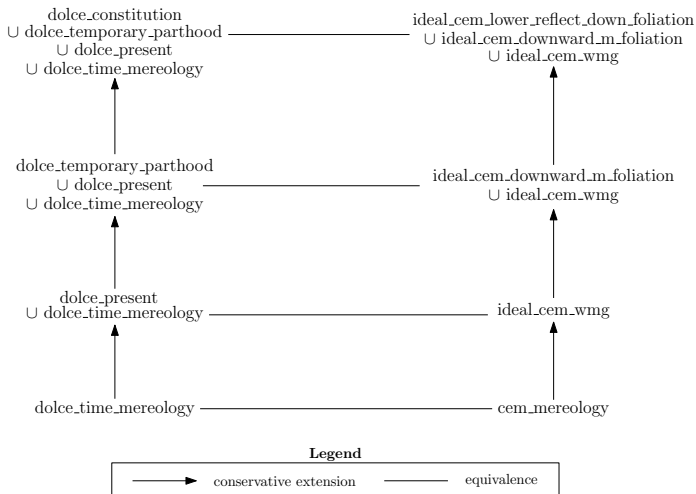 dolce_constitution
∪ dolce_temporary_parthood
∪ dolce_present
∪ dolce_time_mereology
ideal_cem_lower_reflect_down_foliation
∪ ideal_cem_downward_m_foliation
∪ ideal_cem_wmg
dolce_temporary_parthood
∪ dolce_present
∪ dolce_time_mereology
ideal_cem_downward_m_foliation
∪ ideal_cem_wmg
dolce_present
∪ dolce_time_mereology
ideal_cem_wmg
dolce_time_mereology
cem_mereology
Legend
conservative extension
equivalence